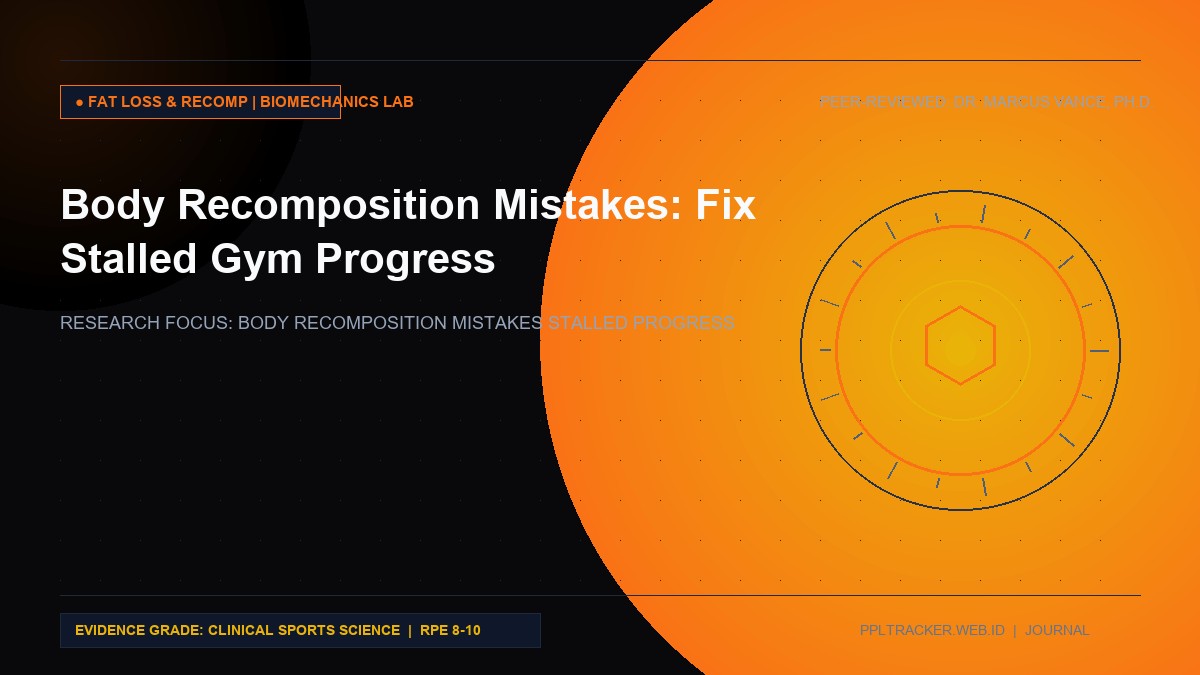 ● FAT LOSS & RECOMP | BIOMECHANICS LAB
PEER-REVIEWED: DR. MARCUS VANCE, PH.D
Body Recomposition Mistakes: Fix
Stalled Gym Progress
RESEARCH FOCUS: BODY RECOMPOSITION MISTAKES STALLED PROGRESS
EVIDENCE GRADE: CLINICAL SPORTS SCIENCE | RPE 8-10
PPLTRACKER.WEB.ID | JOURNAL